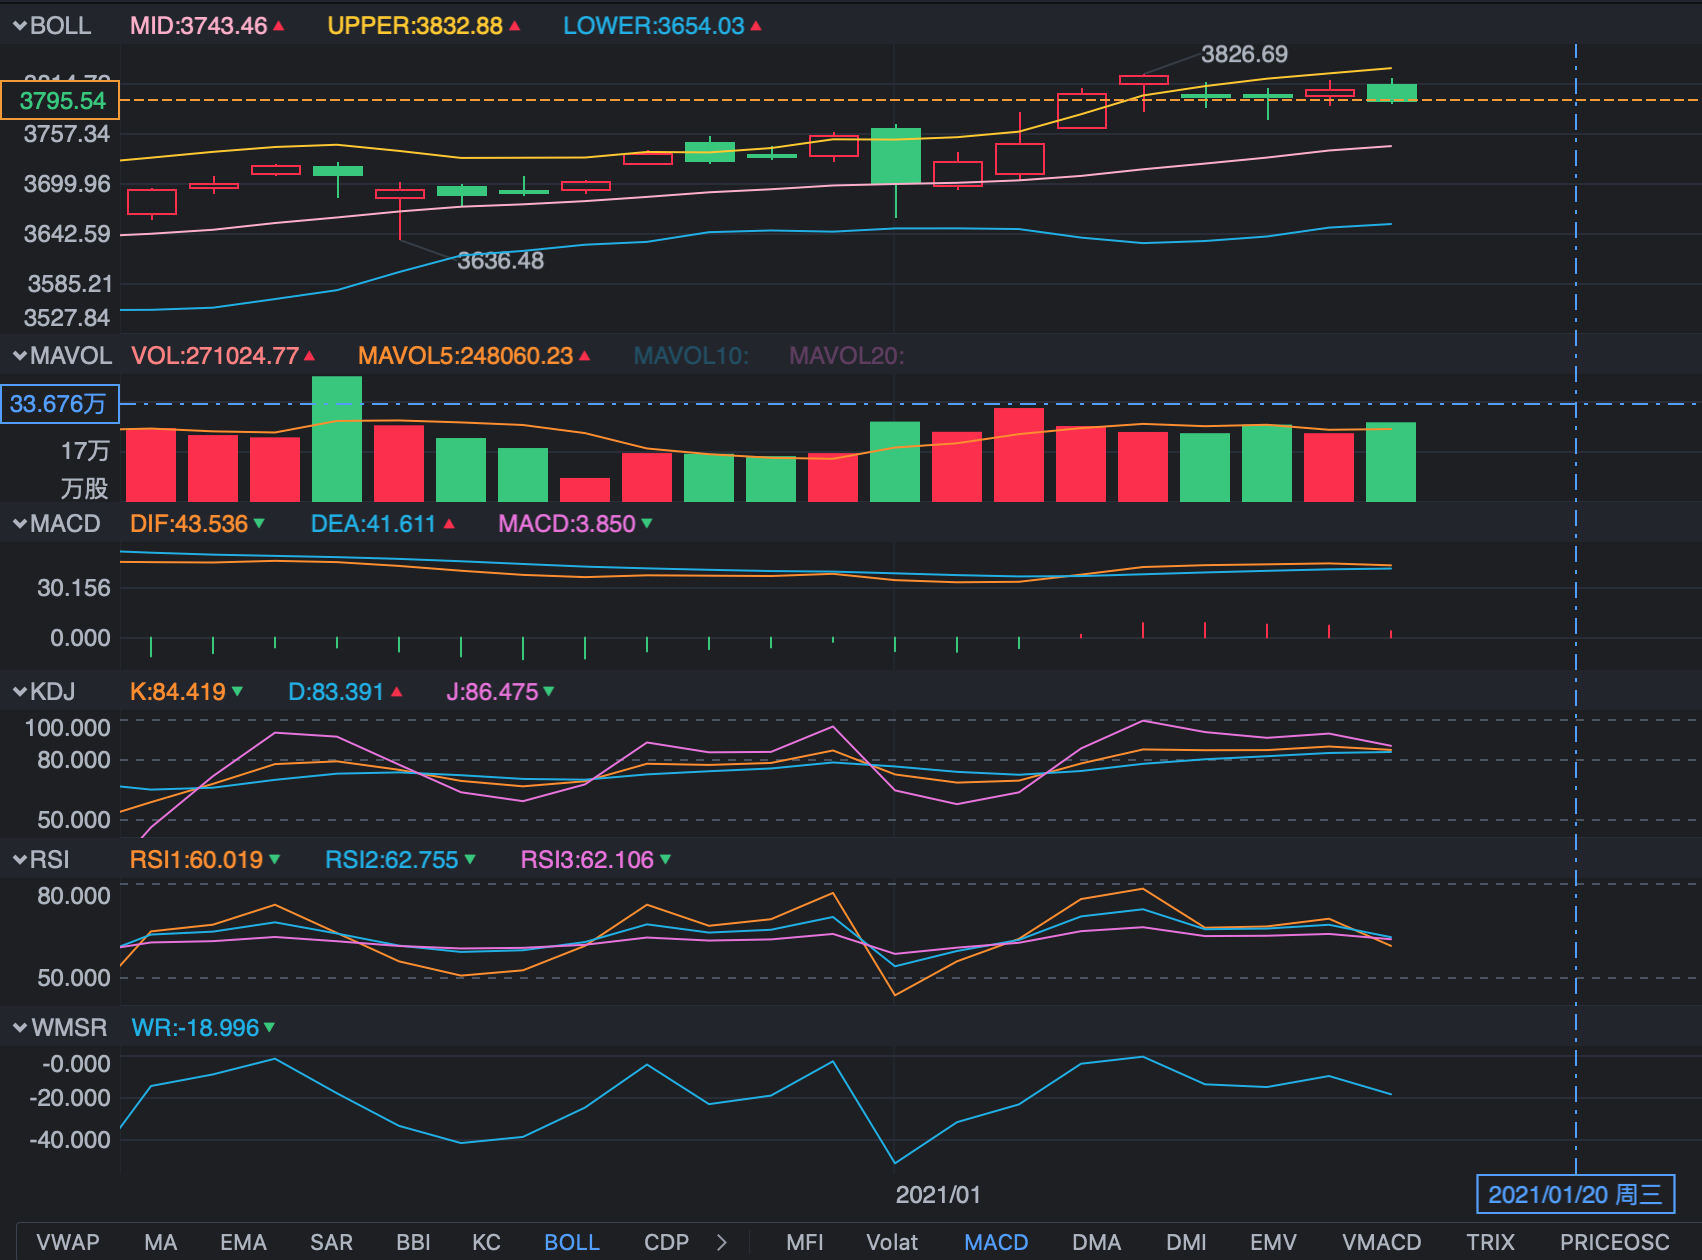 BOLL MID:3743.46 UPPER:3832.88 LOWER:3654.03
3826.69
3795.54
3757.34
3699.96
3642.59
3636.48
3585.21
3527.84
MAVOL VOL:271024.77 MAVOL5:248060.23 MAVOL10: MAVOL20:
33.676万
17万
万股
MACD DIF:43.536 DEA:41.611 MACD:3.850
30.156
0.000
KDJ K:84.419 D:83.391 J:86.475
100.000
80.000
50.000
RSI RSI1:60.019 RSI2:62.755 RSI3:62.106
80.000
50.000
WMSR WR:-18.996
-0.000
-20.000
-40.000
2021/01 2021/01/20 周三
VWAP MA EMA SAR BBI KC BOLL CDP MFI Volat MACD DMA DMI EMV VMACD TRIX PRICEOSC